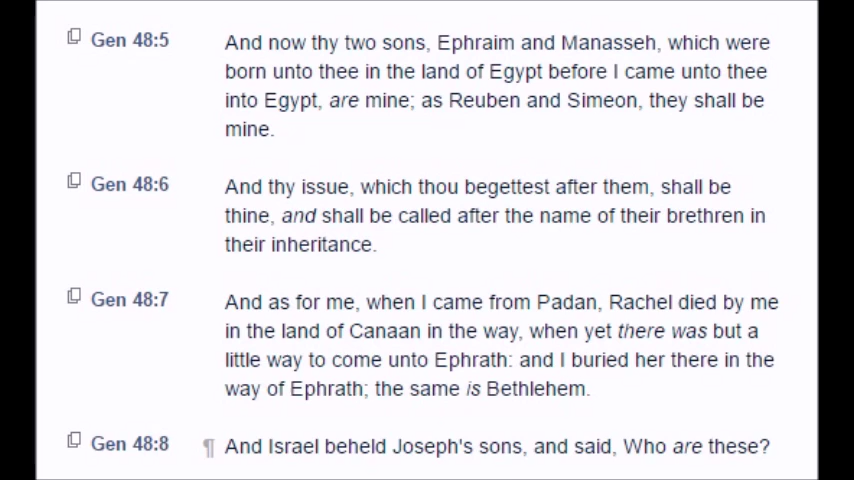 Gen 48:5 And now thy two sons, Ephraim and Manasseh, which were
born unto thee in the land of Egypt before I came unto thee
into Egypt, are mine; as Reuben and Simeon, they shall be
mine.
Gen 48:6 And thy issue, which thou begettest after them, shall be
thine, and shall be called after the name of their brethren in
their inheritance.
Gen 48:7 And as for me, when I came from Padan, Rachel died by me
in the land of Canaan in the way, when yet there was but a
little way to come unto Ephrath: and I buried her there in the
way of Ephrath; the same is Bethlehem.
Gen 48:8 ¶ And Israel beheld Joseph's sons, and said, Who are these?